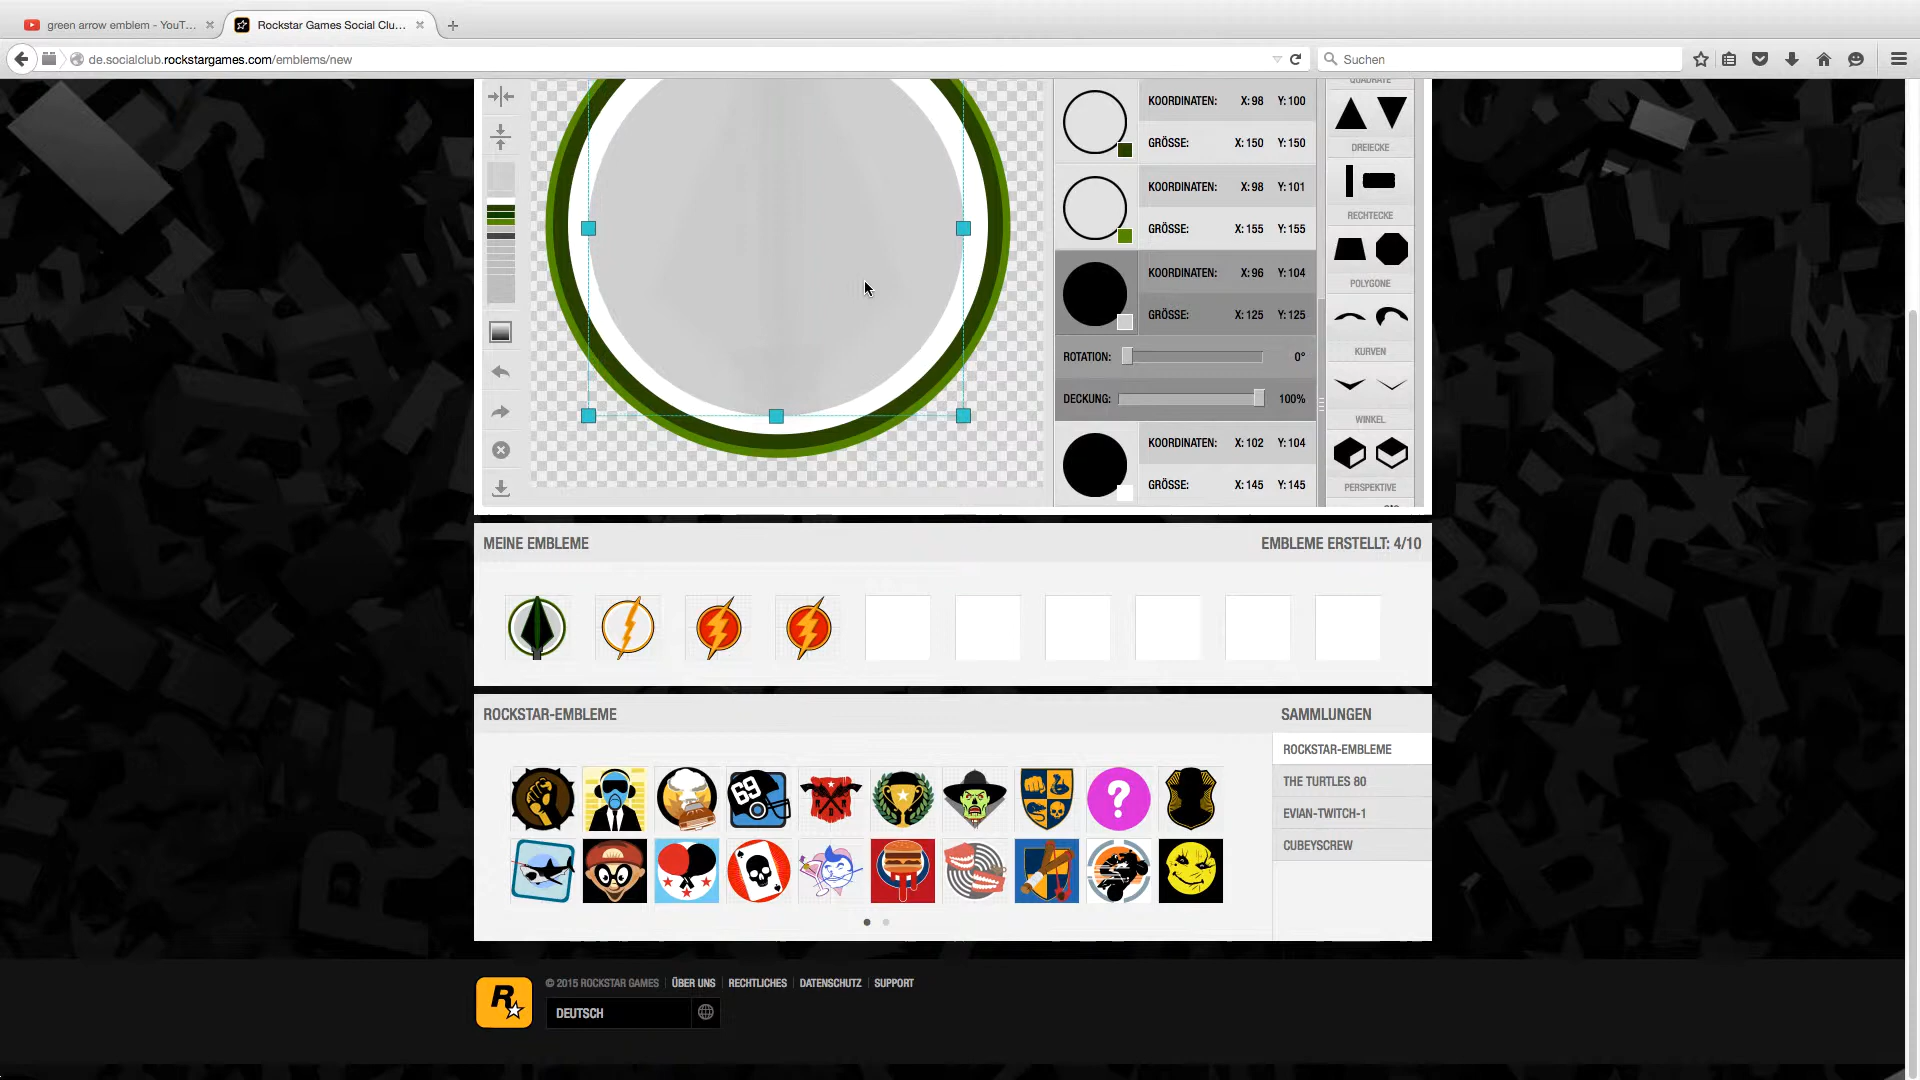 green arrow emblem - YouT...
Rockstar Games Social Clu...
de.socialclub.rockstargames.com/emblems/new
Suchen
QUADRATE
KOORDINATEN: X: 98 Y: 100
GRÖSSE: X: 150 Y: 150
DREIECKE
KOORDINATEN: X: 98 Y: 101
GRÖSSE: X: 155 Y: 155
RECHTECKE
KOORDINATEN: X: 96 Y: 104
GRÖSSE: X: 125 Y: 125
POLYGONE
ROTATION: 0°
KURVEN
DECKUNG: 100%
WINKEL
KOORDINATEN: X: 102 Y: 104
GRÖSSE: X: 145 Y: 145
PERSPEKTIVE
MEINE EMBLEME
EMBLEME ERSTELLT: 4/10
ROCKSTAR-EMBLEME
SAMMLUNGEN
ROCKSTAR-EMBLEME
THE TURTLES 80
EVIAN-TWITCH-1
CUBEYSCREW
69
?
R
© 2015 ROCKSTAR GAMES ÜBER UNS RECHTLICHES DATENSCHUTZ SUPPORT
DEUTSCH